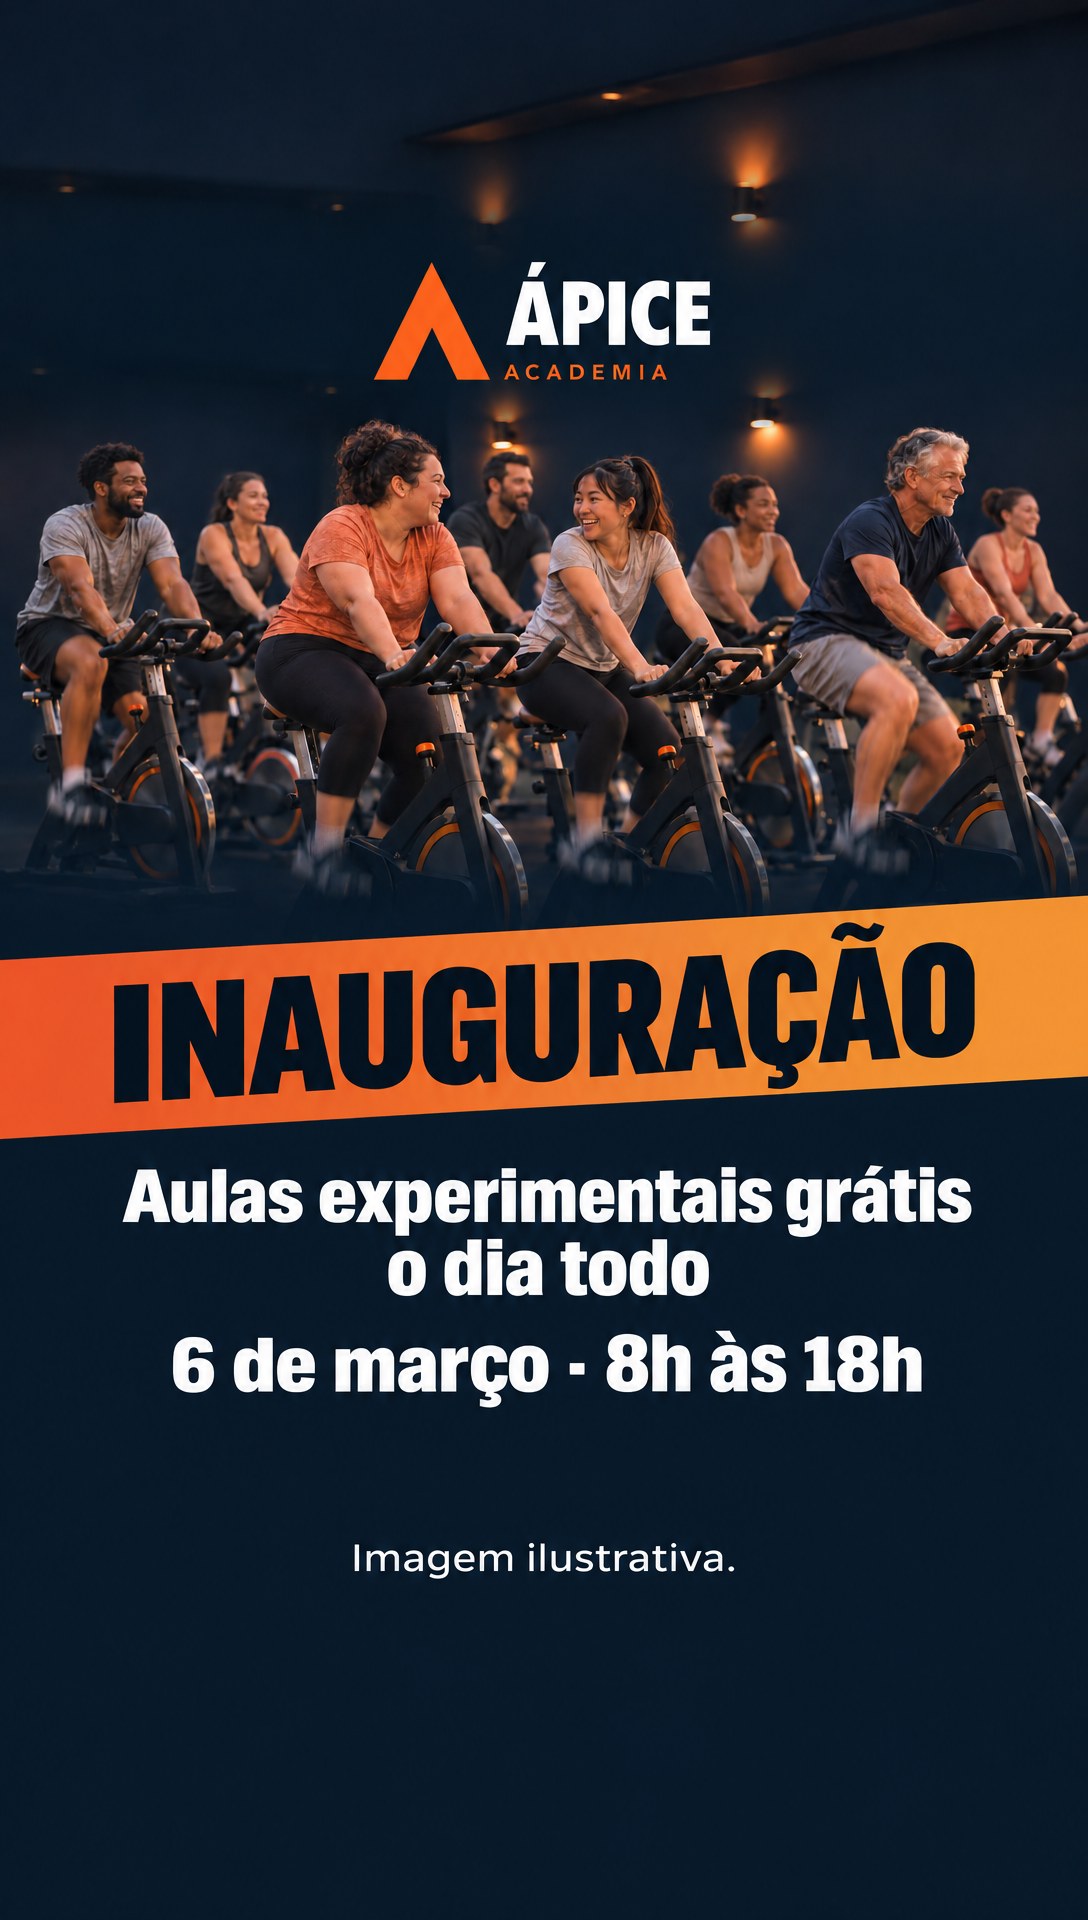 ÁPICE
ACADEMIA
INAUGURAÇÃO
Aulas experimentais grátis
o dia todo
6 de março - 8h às 18h
Imagem ilustrativa.